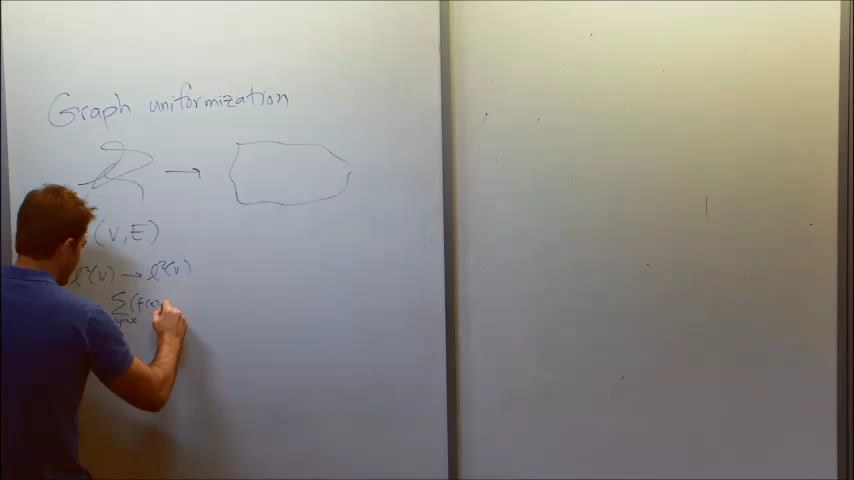 Graph uniformization
(V, E)
ℓ²(V) → ℓ²(V)
∑ (f(x)
y~x